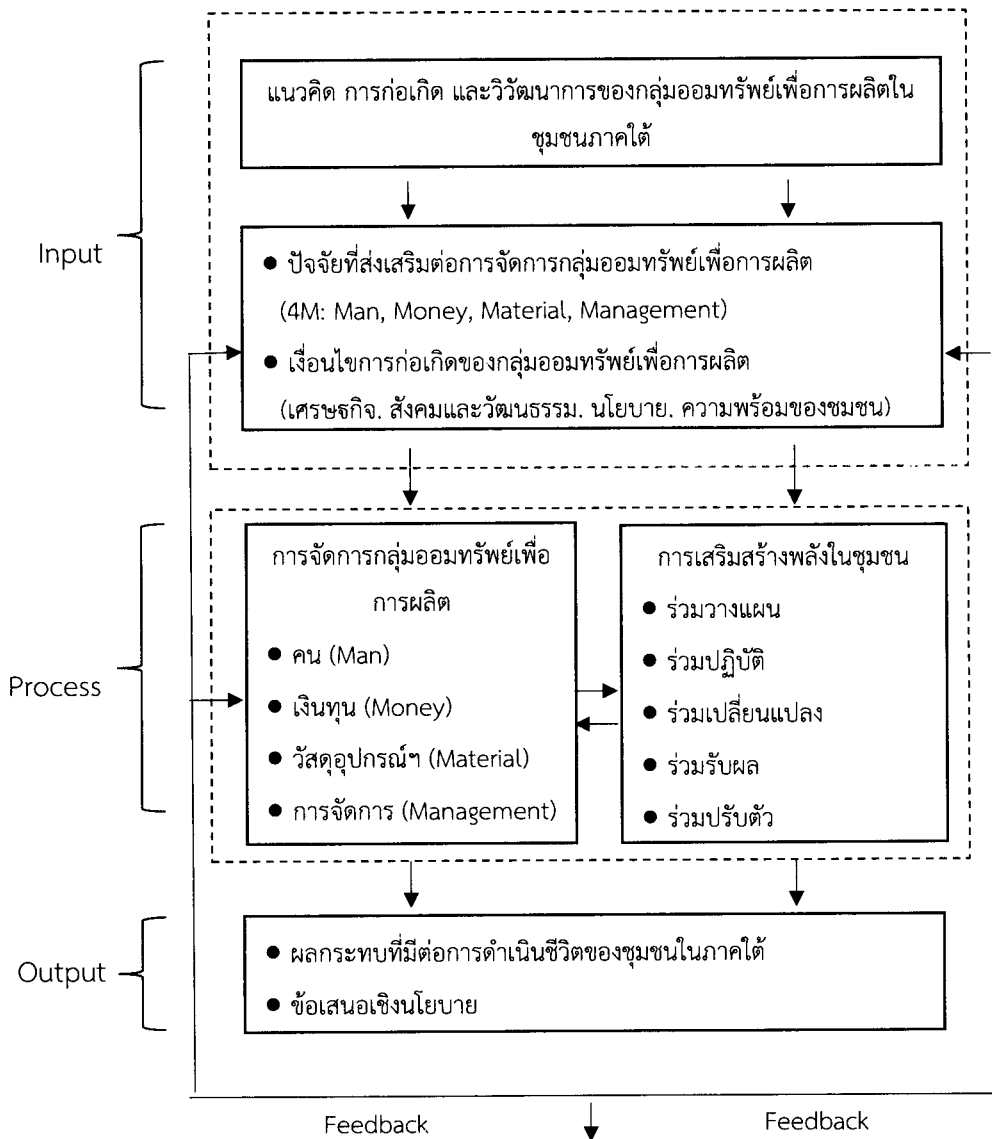 แนวคิด การก่อเกิด และวิวัฒนาการของกลุ่มออมทรัพย์เพื่อการผลิตใน
ชุมชนภาคใต้
Input
● ปัจจัยที่ส่งเสริมต่อการจัดการกลุ่มออมทรัพย์เพื่อการผลิต
(4M: Man, Money, Material, Management)
● เงื่อนไขการก่อเกิดของกลุ่มออมทรัพย์เพื่อการผลิต
(เศรษฐกิจ, สังคมและวัฒนธรรม, นโยบาย, ความพร้อมของชุมชน)
Process
การจัดการกลุ่มออมทรัพย์เพื่อ
การผลิต
● คน (Man)
● เงินทุน (Money)
● วัสดุอุปกรณ์ฯ (Material)
● การจัดการ (Management)
การเสริมสร้างพลังในชุมชน
● ร่วมวางแผน
● ร่วมปฏิบัติ
● ร่วมเปลี่ยนแปลง
● ร่วมรับผล
● ร่วมปรับตัว
Output
● ผลกระทบที่มีต่อการดำเนินชีวิตของชุมชนในภาคใต้
● ข้อเสนอเชิงนโยบาย
Feedback
Feedback